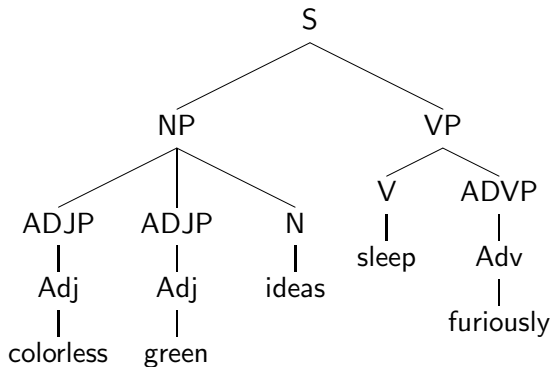 S
NP VP
ADJP ADJP N V ADVP
Adj Adj ideas sleep Adv
colorless green furiously